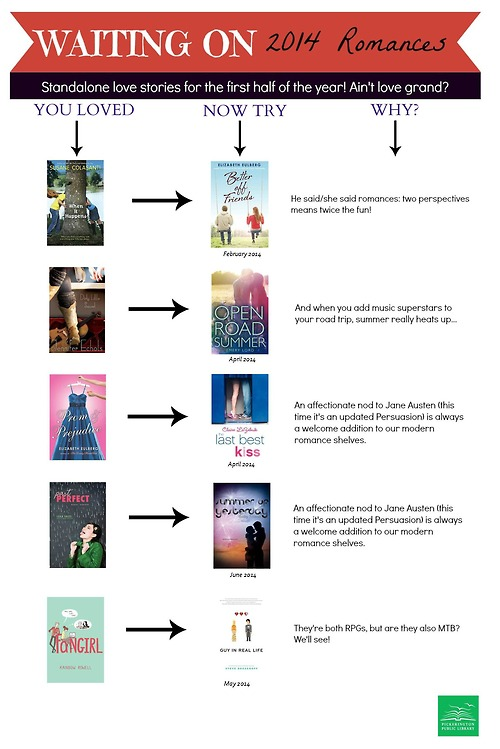 WAITING ON 2014 Romances
Standalone love stories for the first half of the year! Ain't love grand?
YOU LOVED
NOW TRY
WHY?
SUSANE COLASANTI
When
It
Happens
ELIZABETH EULBERG
Better
off
Friends
February 2014
He said/she said romances: two perspectives
means twice the fun!
Echols
OPEN
ROAD
SUMMER
EMERY LORD
April 2014
And when you add music superstars to
your road trip, summer really heats up...
Prom &
Prejudice
ELIZABETH EULBERG
Claire LaZebnik
the
last best
kiss
April 2014
An affectionate nod to Jane Austen (this
time it's an updated Persuasion) is always
a welcome addition to our modern
romance shelves.
past
PERFECT
summer of
yesterday
June 2014
An affectionate nod to Jane Austen (this
time it's an updated Persuasion) is always
a welcome addition to our modern
romance shelves.
FANGIRL
RAINBOW ROWELL
GUY IN REAL LIFE
STEVE BREZENOFF
May 2014
They're both RPGs, but are they also MTB?
We'll see!
PICKERINGTON
PUBLIC LIBRARY